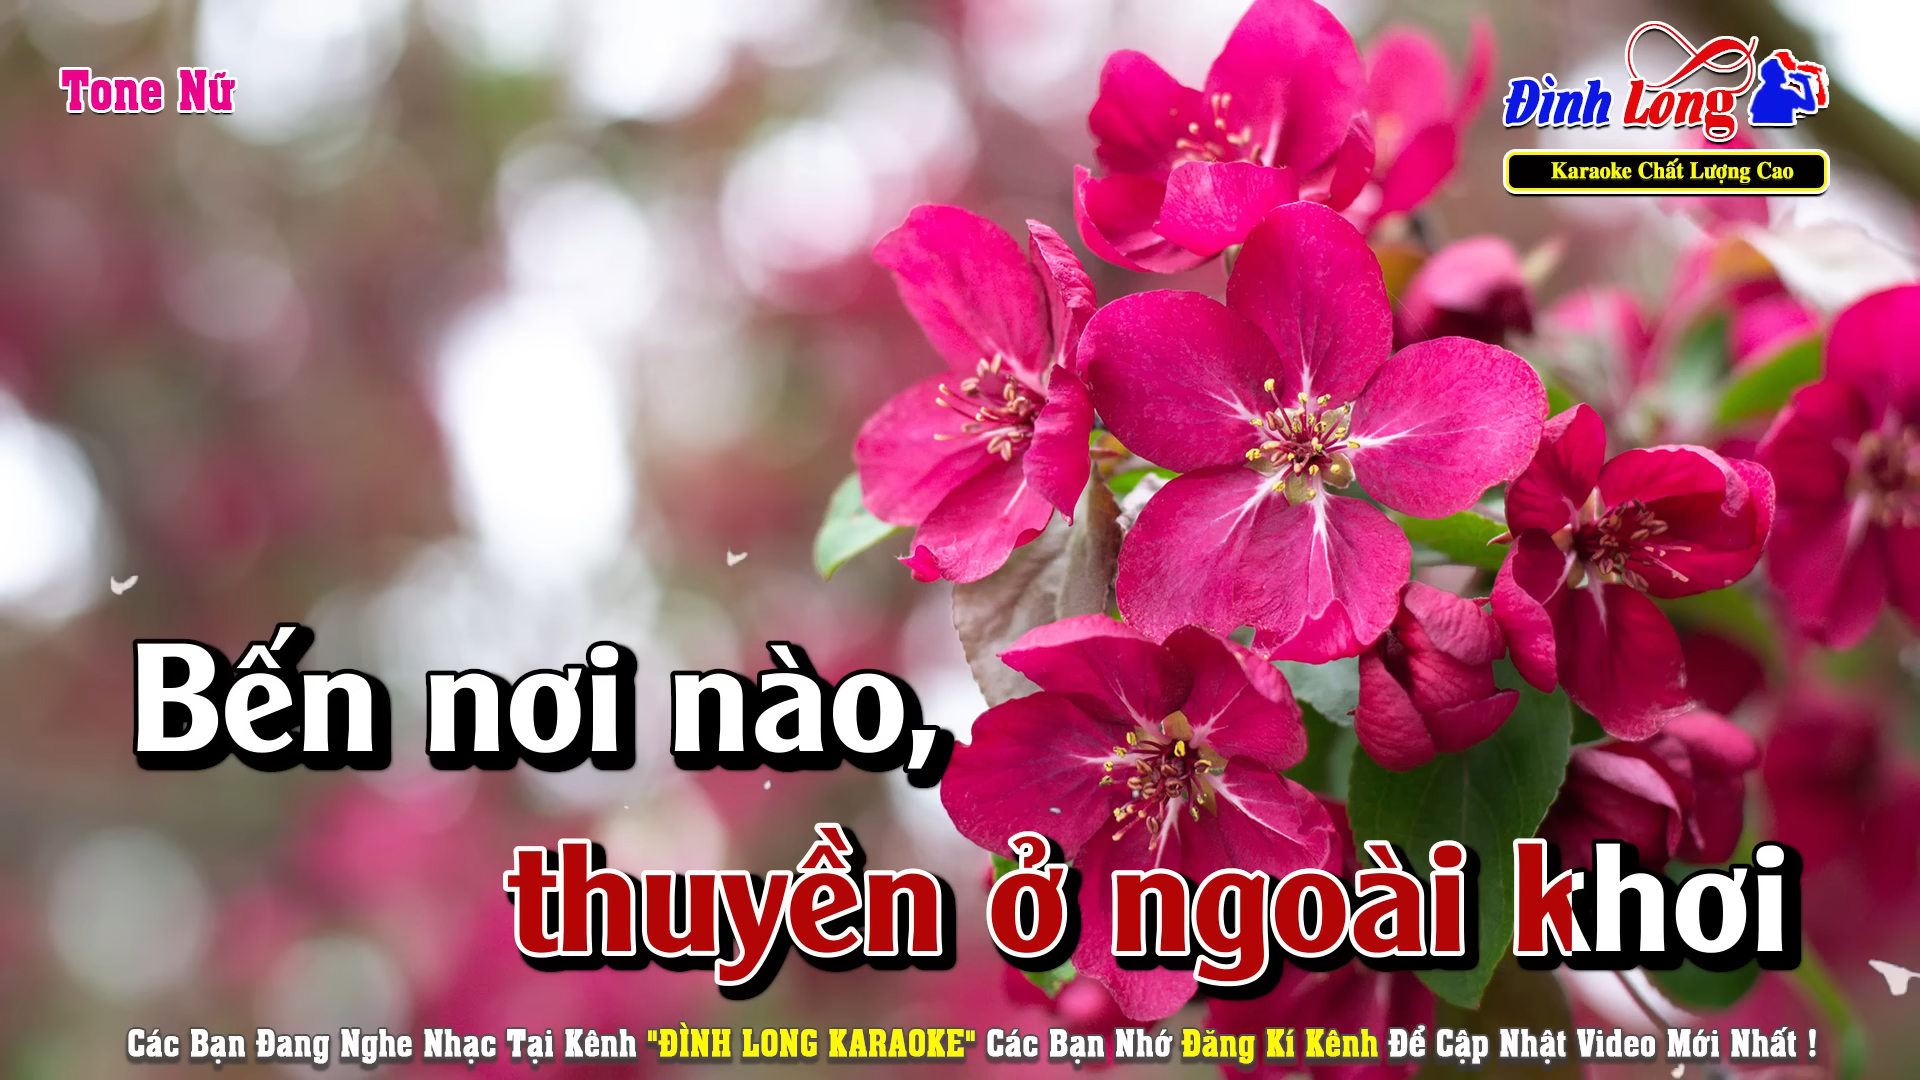 Tone Nữ
Đình Long
Karaoke Chất Lượng Cao
Bến nơi nào,
thuyền ở ngoài khơi
Các Bạn Đang Nghe Nhạc Tại Kênh "ĐÌNH LONG KARAOKE" Các Bạn Nhớ Đăng Kí Kênh Để Cập Nhật Video Mới Nhất !